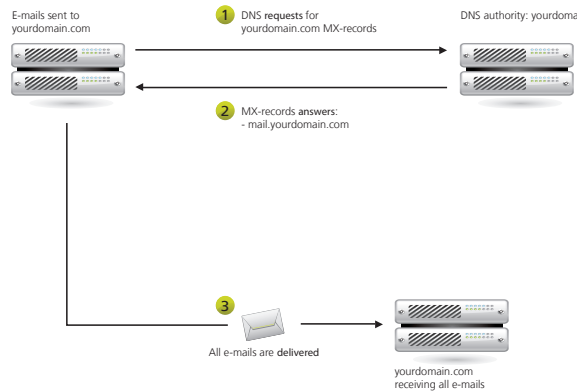 E-mails sent to
yourdomain.com
1 DNS requests for
yourdomain.com MX-records
DNS authority: yourdoma
2 MX-records answers:
- mail.yourdomain.com
3
All e-mails are delivered
yourdomain.com
receiving all e-mails